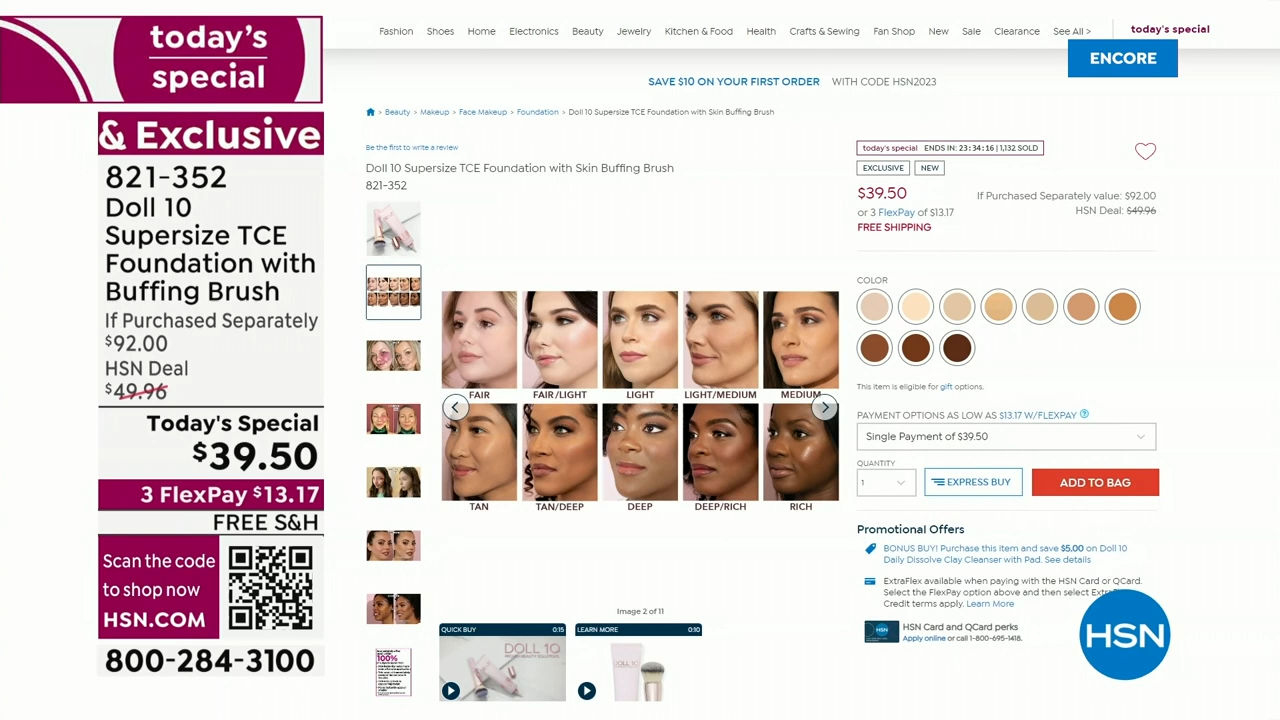 today's
special
& Exclusive
821-352
Doll 10
Supersize TCE
Foundation with
Buffing Brush
If Purchased Separately
$92.00
HSN Deal
$49.96
Today's Special
$39.50
3 FlexPay $13.17
FREE S&H
Scan the code
to shop now
HSN.COM
800-284-3100
Fashion Shoes Home Electronics Beauty Jewelry Kitchen & Food Health Crafts & Sewing Fan Shop New Sale Clearance See All > today's special
ENCORE
SAVE $10 ON YOUR FIRST ORDER WITH CODE HSN2023
> Beauty > Makeup > Face Makeup > Foundation > Doll 10 Supersize TCE Foundation with Skin Buffing Brush
Be the first to write a review
Doll 10 Supersize TCE Foundation with Skin Buffing Brush
821-352
FAIR FAIR/LIGHT LIGHT LIGHT/MEDIUM MEDIUM
TAN TAN/DEEP DEEP DEEP/RICH RICH
Image 2 of 11
QUICK BUY 0:15
DOLL 10
LEARN MORE 0:10
DOLL 10
100%
today's special ENDS IN: 23:34:16 | 1,132 SOLD
EXCLUSIVE NEW
$39.50 If Purchased Separately value: $92.00
or 3 FlexPay of $13.17 HSN Deal: $49.96
FREE SHIPPING
COLOR
This item is eligible for gift options.
PAYMENT OPTIONS AS LOW AS $13.17 W/FLEXPAY ?
Single Payment of $39.50
QUANTITY
1 EXPRESS BUY ADD TO BAG
Promotional Offers
BONUS BUY! Purchase this item and save $5.00 on Doll 10
Daily Dissolve Clay Cleanser with Pad. See details
ExtraFlex available when paying with the HSN Card or QCard.
Select the FlexPay option above and then select
Credit terms apply. Learn More
HSN Card and QCard perks
Apply online or call 1-800-695-1418.
HSN